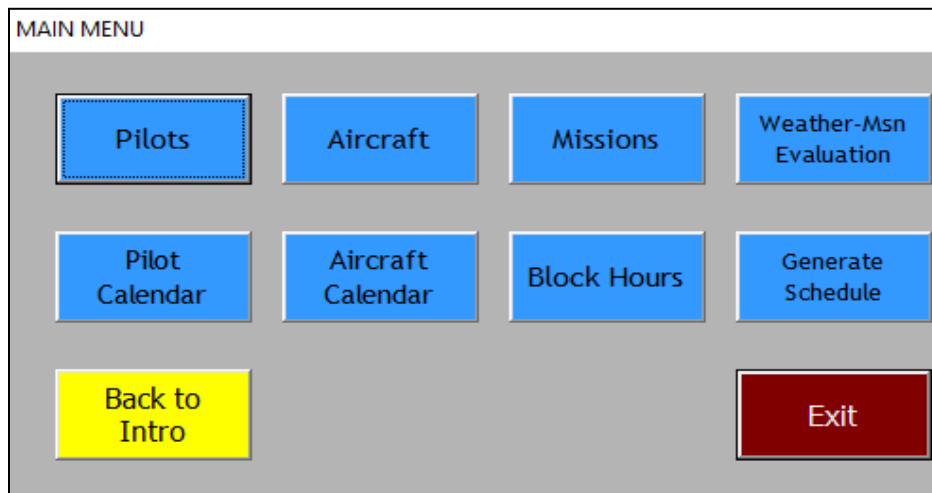 MAIN MENU
Pilots
Aircraft
Missions
Weather-Msn
Evaluation
Pilot
Calendar
Aircraft
Calendar
Block Hours
Generate
Schedule
Back to
Intro
Exit